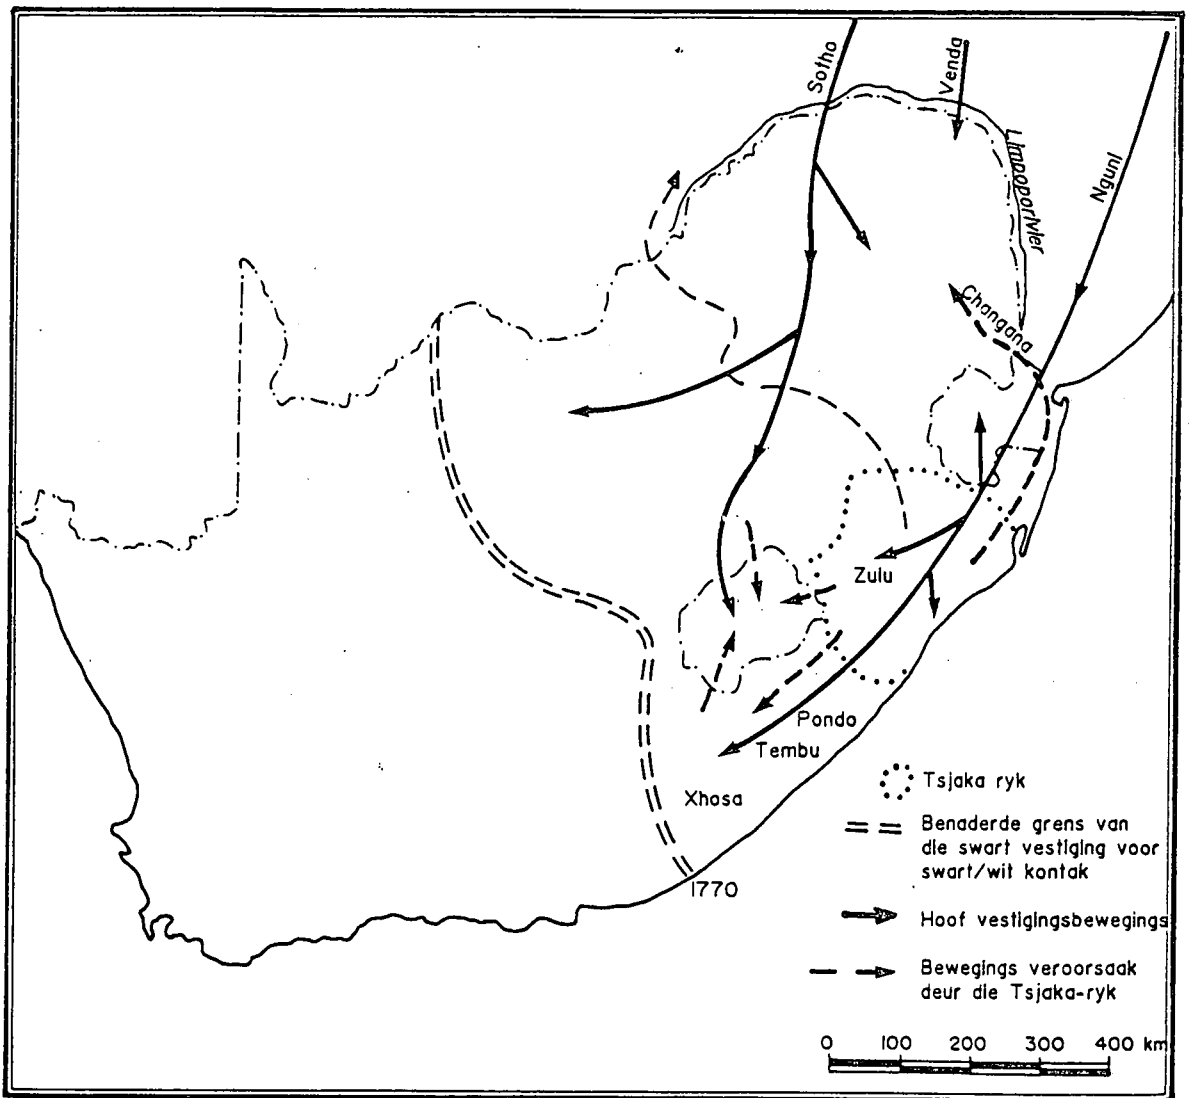 Sotho
Venda
Limpoporivier
Nguni
Changana
Zulu
Pondo
Tembu
Xhosa
1770
Tsjaka ryk
Benaderde grens van
die swart vestiging voor
swart/wit kontak
Hoof vestigingsbewegings
Bewegings veroorsaak
deur die Tsjaka-ryk
0 100 200 300 400 km